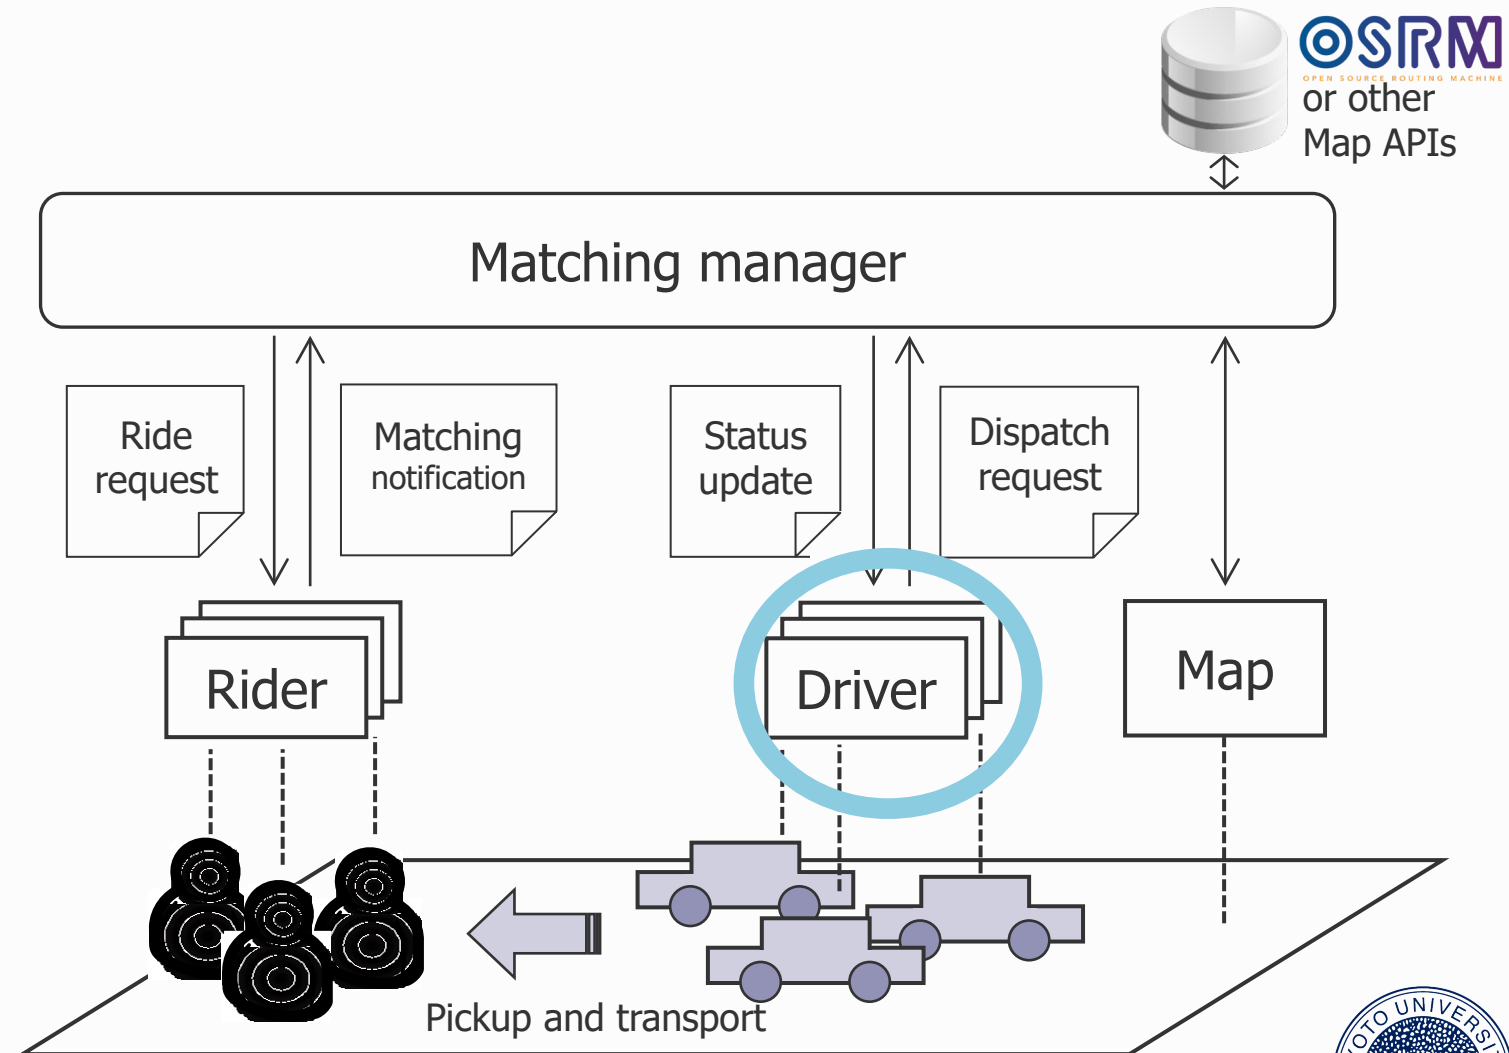 OSRM
OPEN SOURCE ROUTING MACHINE
or other
Map APIs
Matching manager
Ride
request
Matching
notification
Status
update
Dispatch
request
Rider
Driver
Map
Pickup and transport